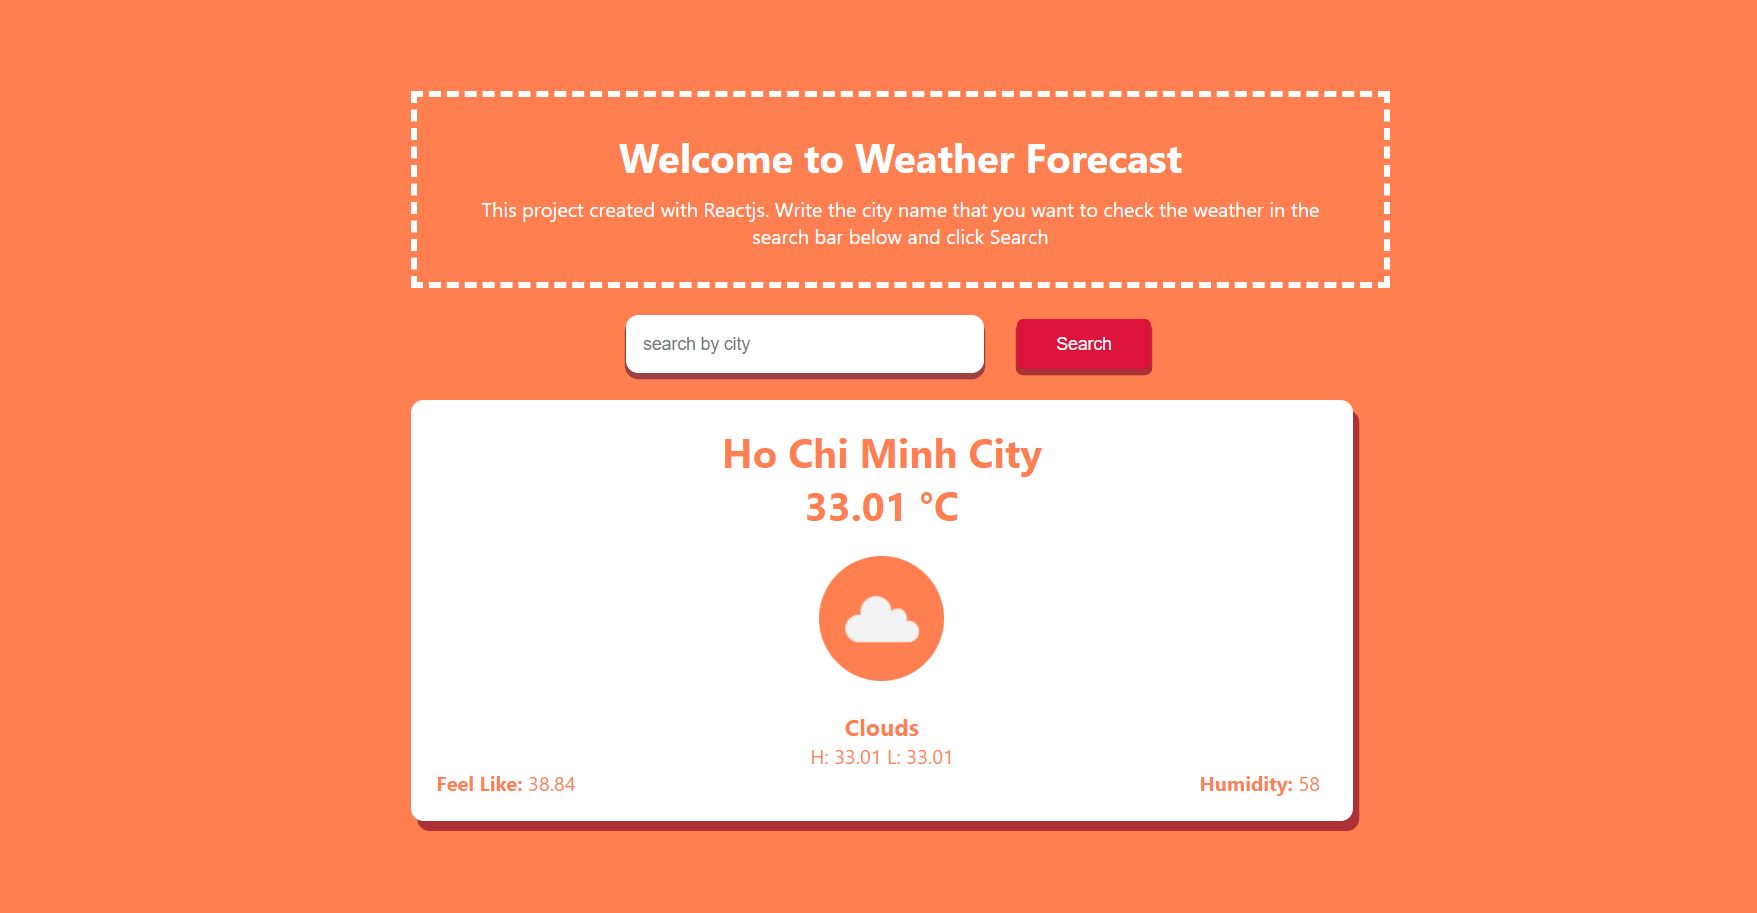 Welcome to Weather Forecast
This project created with Reactjs. Write the city name that you want to check the weather in the
search bar below and click Search
search by city
Search
Ho Chi Minh City
33.01 °C
Clouds
H: 33.01 L: 33.01
Feel Like: 38.84
Humidity: 58